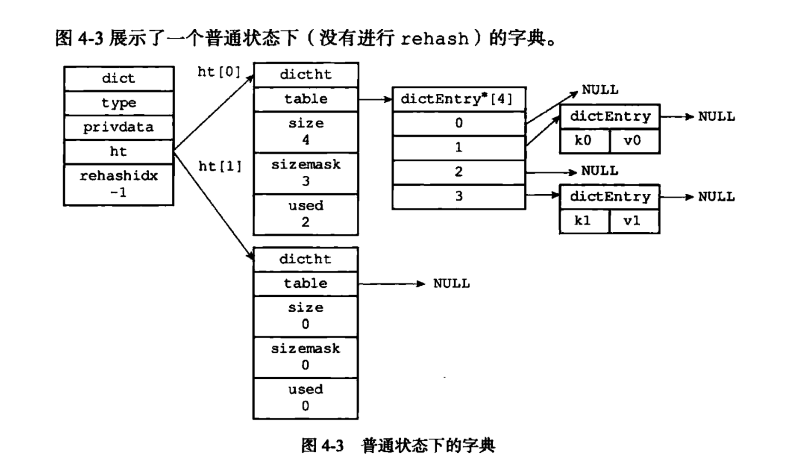 图 4-3 展示了一个普通状态下（没有进行 rehash）的字典。
dict
type
privdata
ht
rehashidx
-1
ht[0]
ht[1]
dictht
table
size
4
sizemask
3
used
2
dictEntry*[4]
0
1
2
3
NULL
dictEntry
k0 v0
NULL
NULL
dictEntry
k1 v1
NULL
dictht
table
NULL
size
0
sizemask
0
used
0
图 4-3 普通状态下的字典